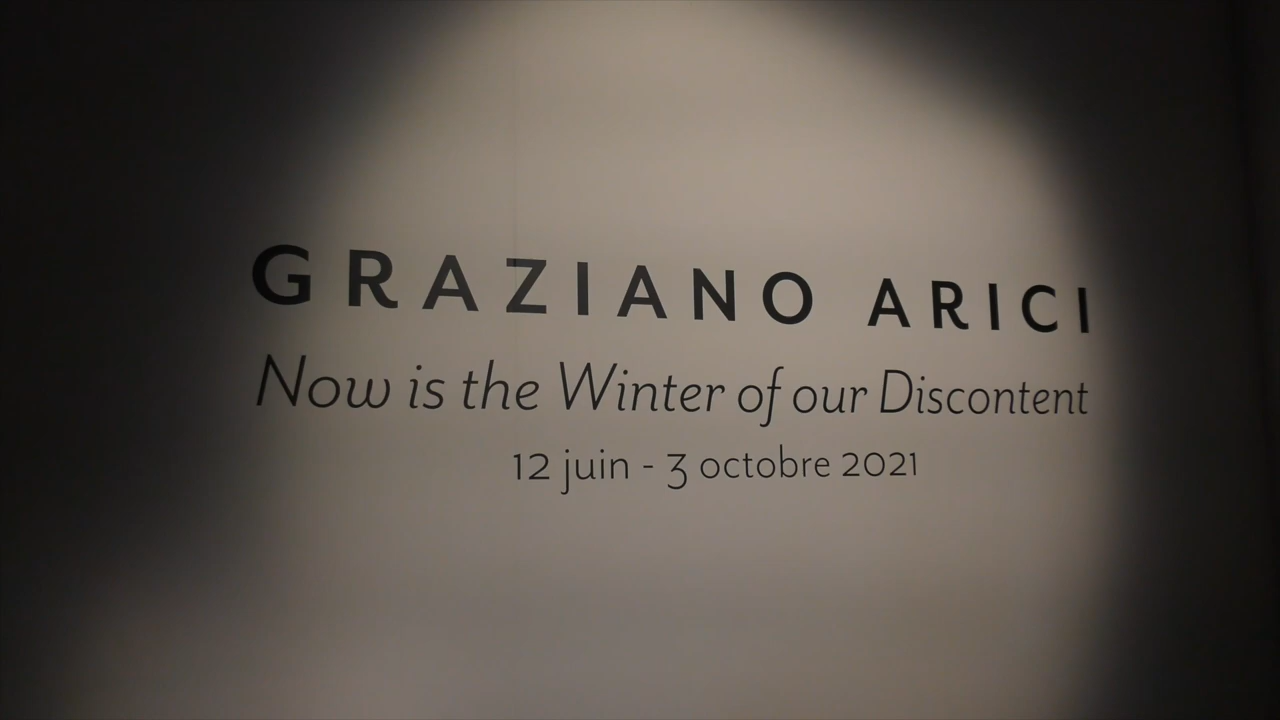 GRAZIANO ARICI
Now is the Winter of our Discontent
12 juin - 3 octobre 2021